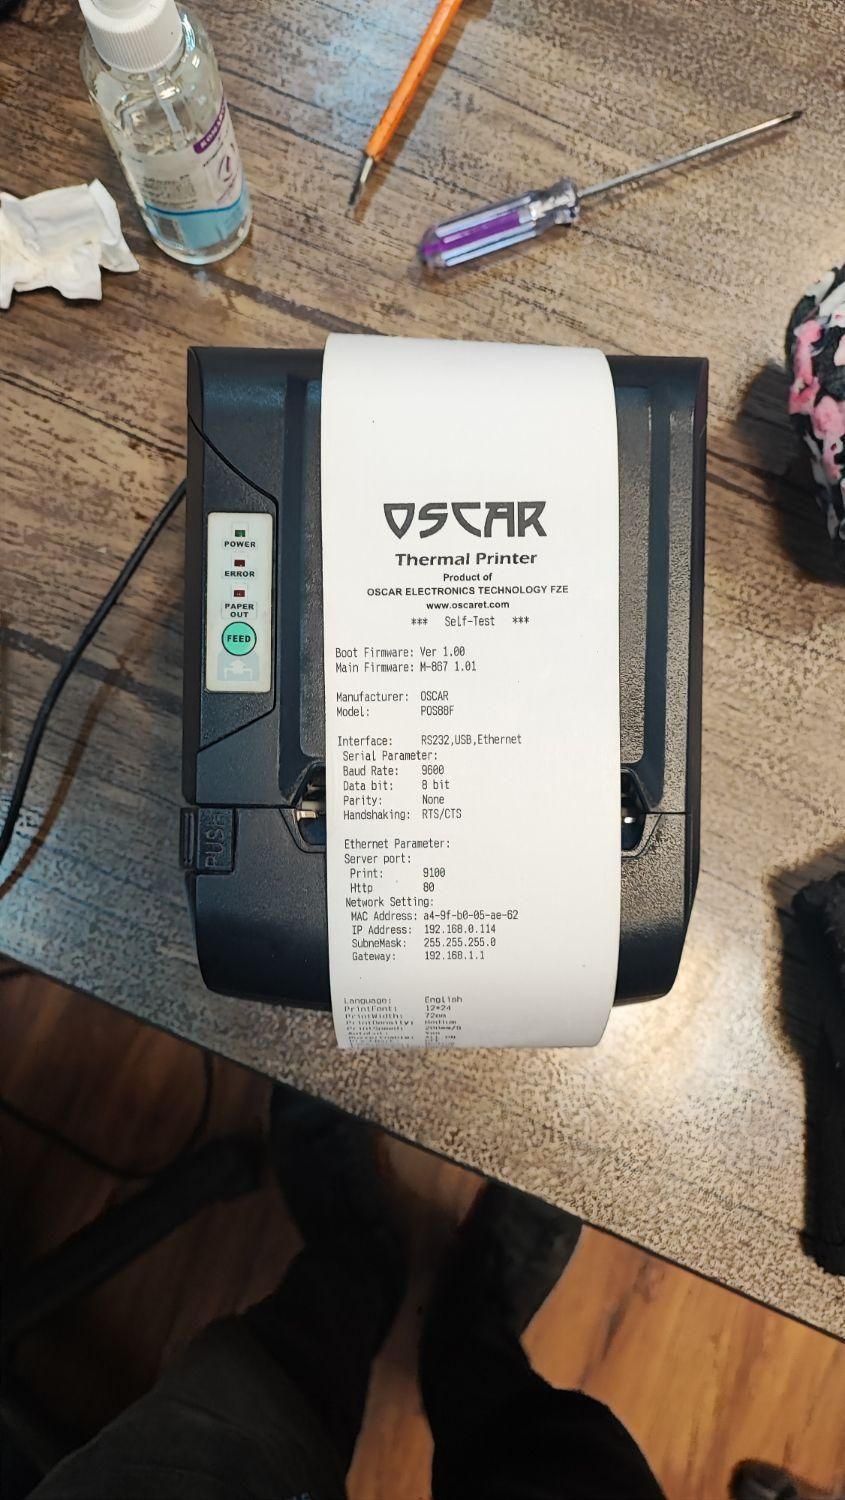 POWER
ERROR
PAPER
OUT
FEED
PUSH
OSCAR
Thermal Printer
Product of
OSCAR ELECTRONICS TECHNOLOGY FZE
www.oscaret.com
*** Self-Test ***
Boot Firmware: Ver 1.00
Main Firmware: M-867 1.01
Manufacturer: OSCAR
Model: POS88F
Interface: RS232,USB,Ethernet
Serial Parameter:
Baud Rate: 9600
Data bit: 8 bit
Parity: None
Handshaking: RTS/CTS
Ethernet Parameter:
Server port:
Print: 9100
Http 80
Network Setting:
MAC Address: a4-9f-b0-05-ae-62
IP Address: 192.168.0.114
SubneMask: 255.255.255.0
Gateway: 192.168.1.1
Language: English
PrintFont: 12*24
PrintWidth: 72mm
PrintDensity: Medium
PrintSpeed: 200mm/S